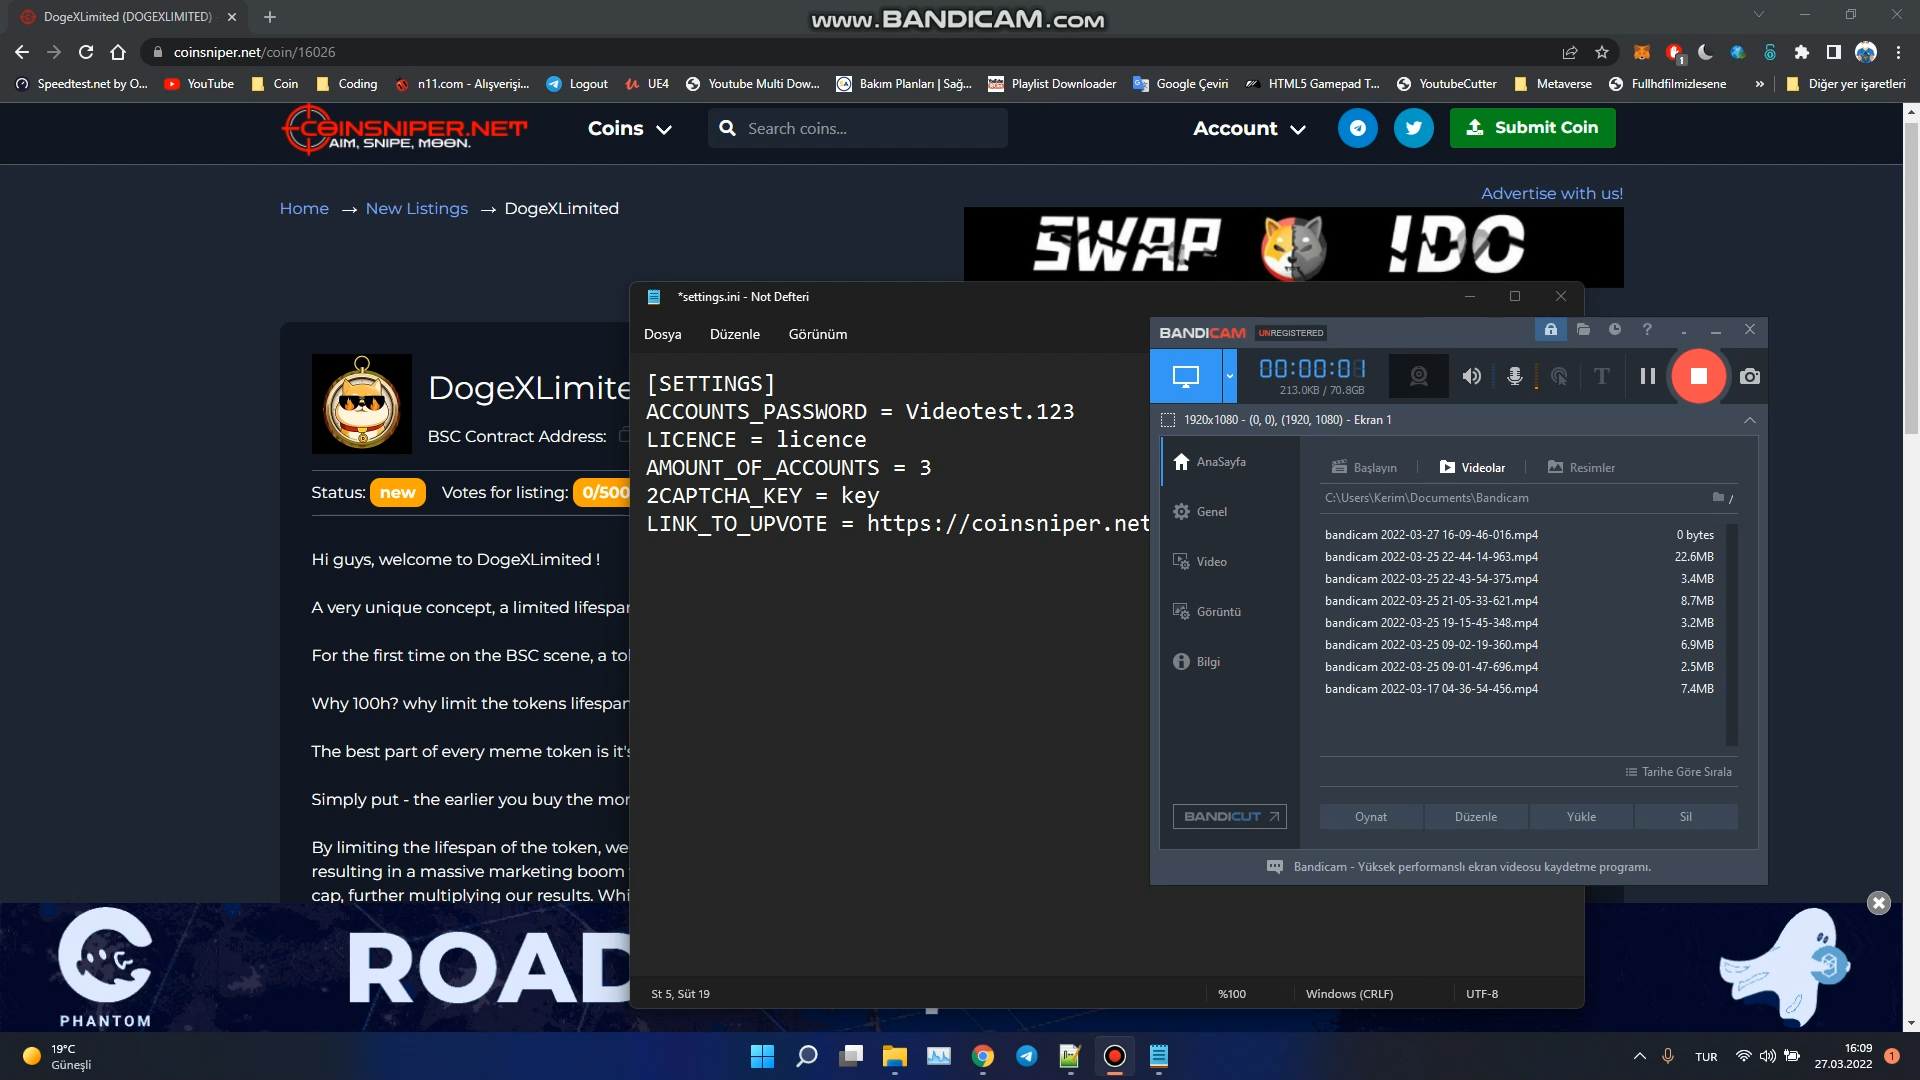 DogeXLimited (DOGEXLIMITED)
www.BANDICAM.com
coinsniper.net/coin/16026
1
Speedtest.net by O...
YouTube
Coin
Coding
n11.com - Alışverişi...
Logout
UE4
Youtube Multi Dow...
Bakım Planları | Sağ...
Playlist Downloader
Google Çeviri
HTML5 Gamepad T...
YoutubeCutter
Metaverse
Fullhdfilmizlesene
»
Diğer yer işaretleri
COINSNIPER.NET
AIM, SNIPE, MOON.
Coins
Search coins...
Account
Submit Coin
Advertise with us!
Home → New Listings → DogeXLimited
SWAP !DO
*settings.ini - Not Defteri
Dosya Düzenle Görünüm
[SETTINGS]
ACCOUNTS_PASSWORD = Videotest.123
LICENCE = licence
AMOUNT_OF_ACCOUNTS = 3
2CAPTCHA_KEY = key
LINK_TO_UPVOTE = https://coinsniper.net
St 5, Süt 19
%100
Windows (CRLF)
UTF-8
DogeXLimite
BSC Contract Address:
Status: new Votes for listing: 0/500
Hi guys, welcome to DogeXLimited !
A very unique concept, a limited lifespan
For the first time on the BSC scene, a to
Why 100h? why limit the tokens lifespan
The best part of every meme token is it's
Simply put - the earlier you buy the mor
By limiting the lifespan of the token, we
resulting in a massive marketing boom
cap, further multiplying our results. Whi
BANDICAM UNREGISTERED
?
00:00:01
213.0KB / 70.8GB
T
1920x1080 - (0, 0), (1920, 1080) - Ekran 1
AnaSayfa
Genel
Video
Görüntü
Bilgi
BANDICUT
Başlayın
Videolar
Resimler
C:\Users\Kerim\Documents\Bandicam
/
bandicam 2022-03-27 16-09-46-016.mp4 0 bytes
bandicam 2022-03-25 22-44-14-963.mp4 22.6MB
bandicam 2022-03-25 22-43-54-375.mp4 3.4MB
bandicam 2022-03-25 21-05-33-621.mp4 8.7MB
bandicam 2022-03-25 19-15-45-348.mp4 3.2MB
bandicam 2022-03-25 09-02-19-360.mp4 6.9MB
bandicam 2022-03-25 09-01-47-696.mp4 2.5MB
bandicam 2022-03-17 04-36-54-456.mp4 7.4MB
Tarihe Göre Sırala
Oynat Düzenle Yükle Sil
Bandicam - Yüksek performanslı ekran videosu kaydetme programı.
PHANTOM
ROAD
19°C
Güneşli
TUR
16:09
27.03.2022
1